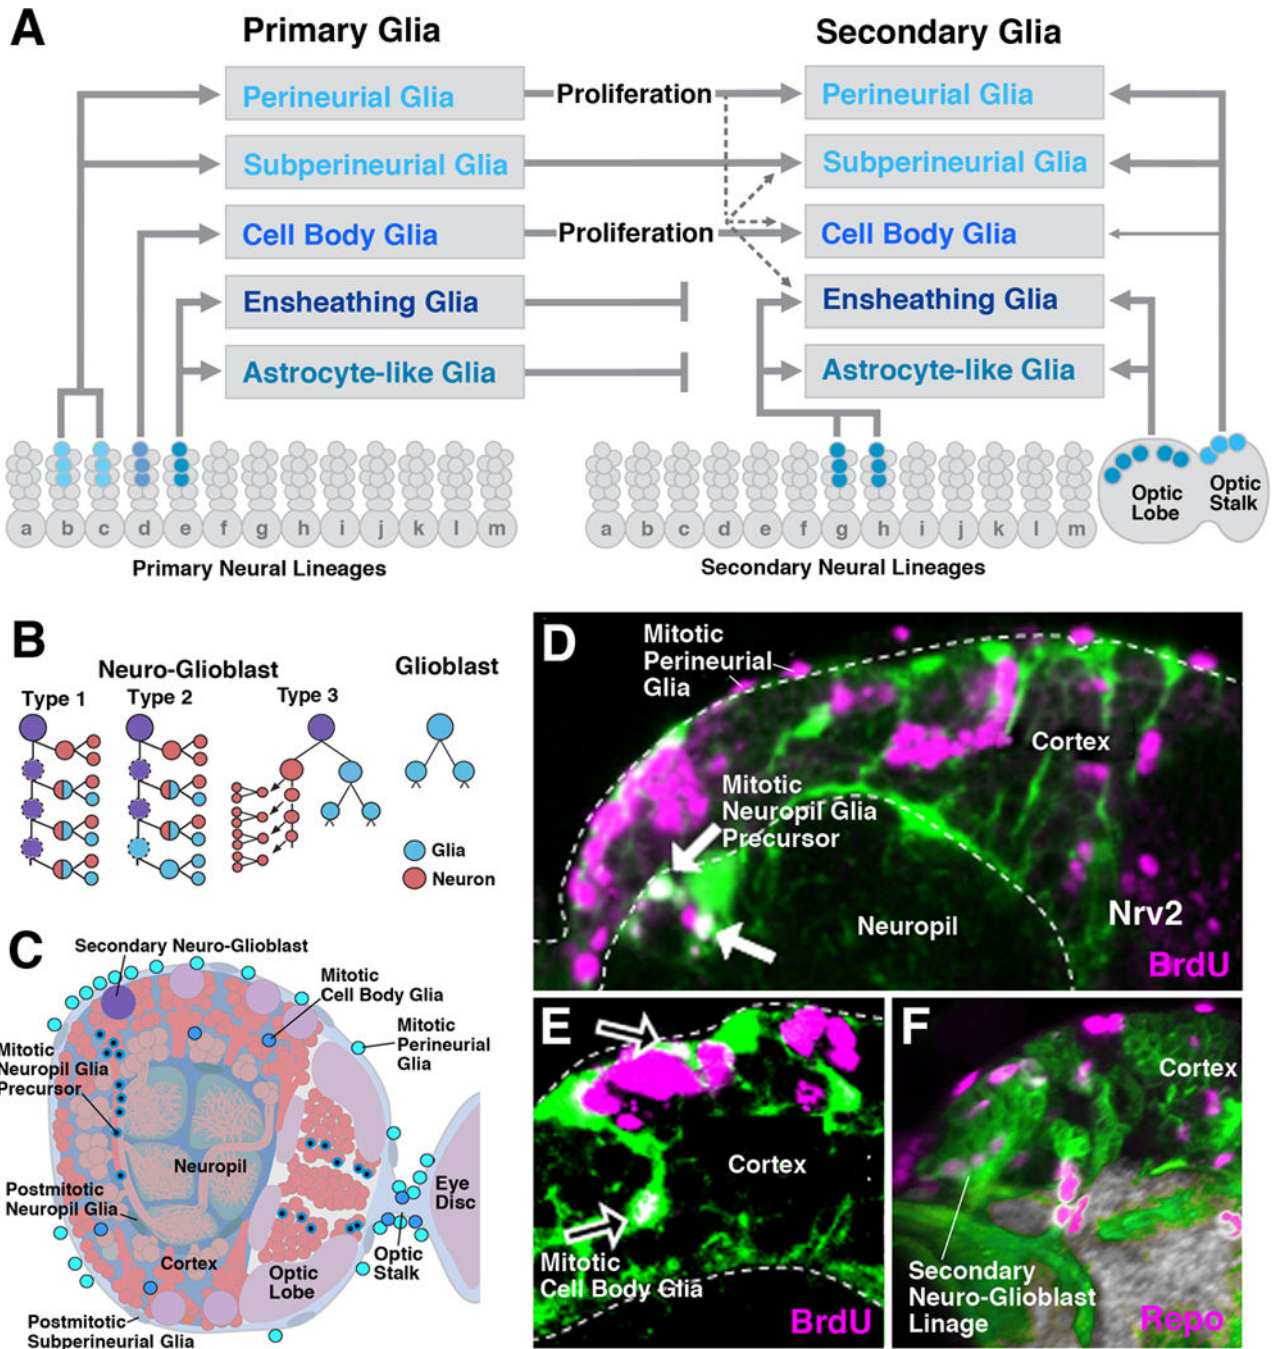 A
Primary Glia
Secondary Glia
Perineurial Glia
Proliferation
Perineurial Glia
Subperineurial Glia
Subperineurial Glia
Cell Body Glia
Proliferation
Cell Body Glia
Ensheathing Glia
Ensheathing Glia
Astrocyte-like Glia
Astrocyte-like Glia
a b c d e f g h i j k l m
Primary Neural Lineages
a b c d e f g h i j k l m
Secondary Neural Lineages
Optic
Lobe
Optic
Stalk
B
Neuro-Glioblast
Glioblast
Type 1
Type 2
Type 3
Glia
Neuron
C
Secondary Neuro-Glioblast
Mitotic
Cell Body Glia
Mitotic
Perineurial
Glia
Mitotic
Neuropil Glia
Precursor
Neuropil
Postmitotic
Neuropil Glia
Cortex
Optic
Lobe
Optic
Stalk
Eye
Disc
Postmitotic
Subperineurial Glia
D
Mitotic
Perineurial
Glia
Cortex
Mitotic
Neuropil Glia
Precursor
Neuropil
Nrv2
BrdU
E
Cortex
Mitotic
Cell Body Glia
BrdU
F
Cortex
Secondary
Neuro-Glioblast
Linage
Repo